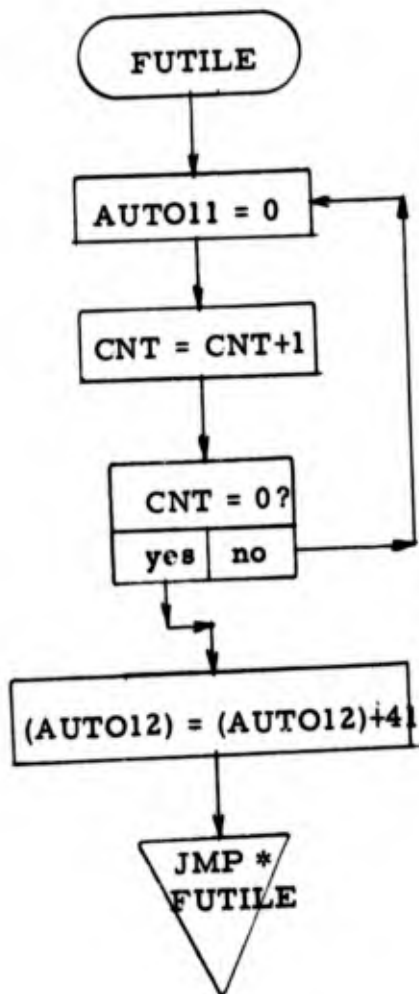 FUTILE
AUTO11 = 0
CNT = CNT+1
CNT = 0?
yes no
(AUTO12) = (AUTO12)+41
JMP *
FUTILE